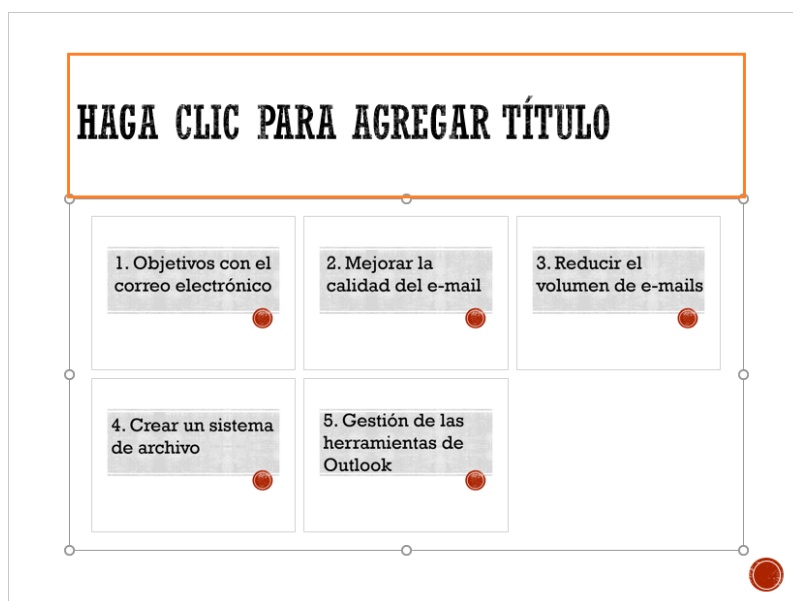 HAGA CLIC PARA AGREGAR TÍTULO
1. Objetivos con el
correo electrónico
2. Mejorar la
calidad del e-mail
3. Reducir el
volumen de e-mails
4. Crear un sistema
de archivo
5. Gestión de las
herramientas de
Outlook